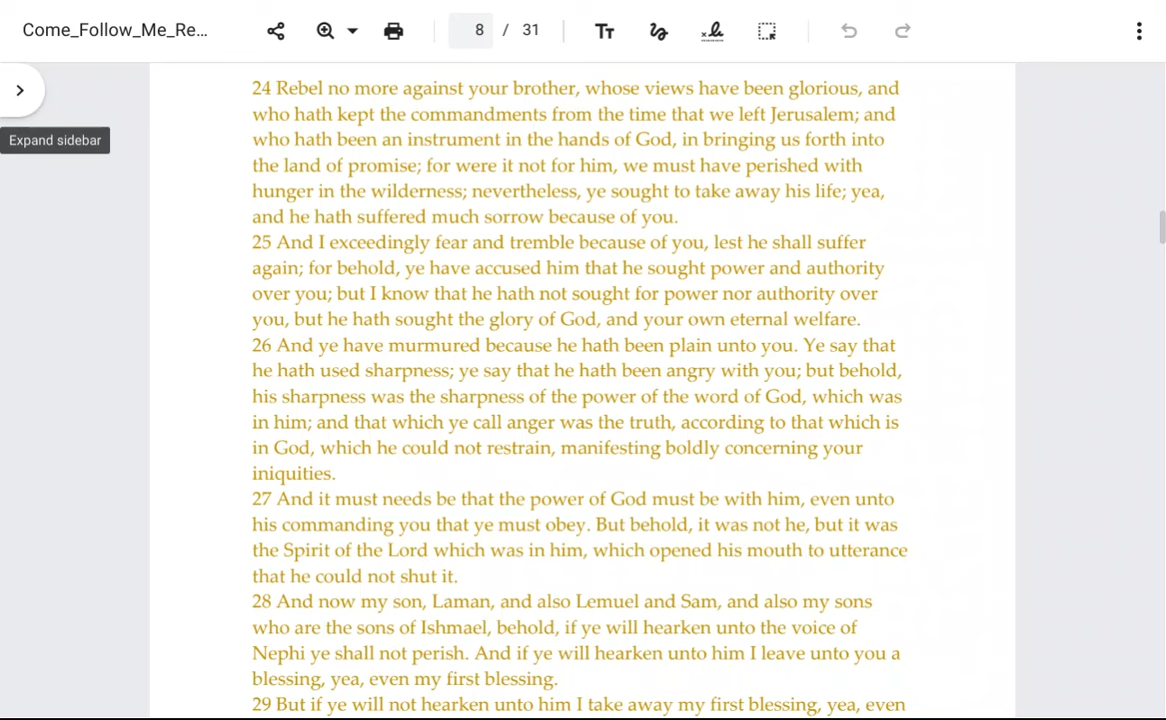 Come_Follow_Me_Re...
8 / 31
Expand sidebar
24 Rebel no more against your brother, whose views have been glorious, and
who hath kept the commandments from the time that we left Jerusalem; and
who hath been an instrument in the hands of God, in bringing us forth into
the land of promise; for were it not for him, we must have perished with
hunger in the wilderness; nevertheless, ye sought to take away his life; yea,
and he hath suffered much sorrow because of you.
25 And I exceedingly fear and tremble because of you, lest he shall suffer
again; for behold, ye have accused him that he sought power and authority
over you; but I know that he hath not sought for power nor authority over
you, but he hath sought the glory of God, and your own eternal welfare.
26 And ye have murmured because he hath been plain unto you. Ye say that
he hath used sharpness; ye say that he hath been angry with you; but behold,
his sharpness was the sharpness of the power of the word of God, which was
in him; and that which ye call anger was the truth, according to that which is
in God, which he could not restrain, manifesting boldly concerning your
iniquities.
27 And it must needs be that the power of God must be with him, even unto
his commanding you that ye must obey. But behold, it was not he, but it was
the Spirit of the Lord which was in him, which opened his mouth to utterance
that he could not shut it.
28 And now my son, Laman, and also Lemuel and Sam, and also my sons
who are the sons of Ishmael, behold, if ye will hearken unto the voice of
Nephi ye shall not perish. And if ye will hearken unto him I leave unto you a
blessing, yea, even my first blessing.
29 But if ye will not hearken unto him I take away my first blessing, yea, even